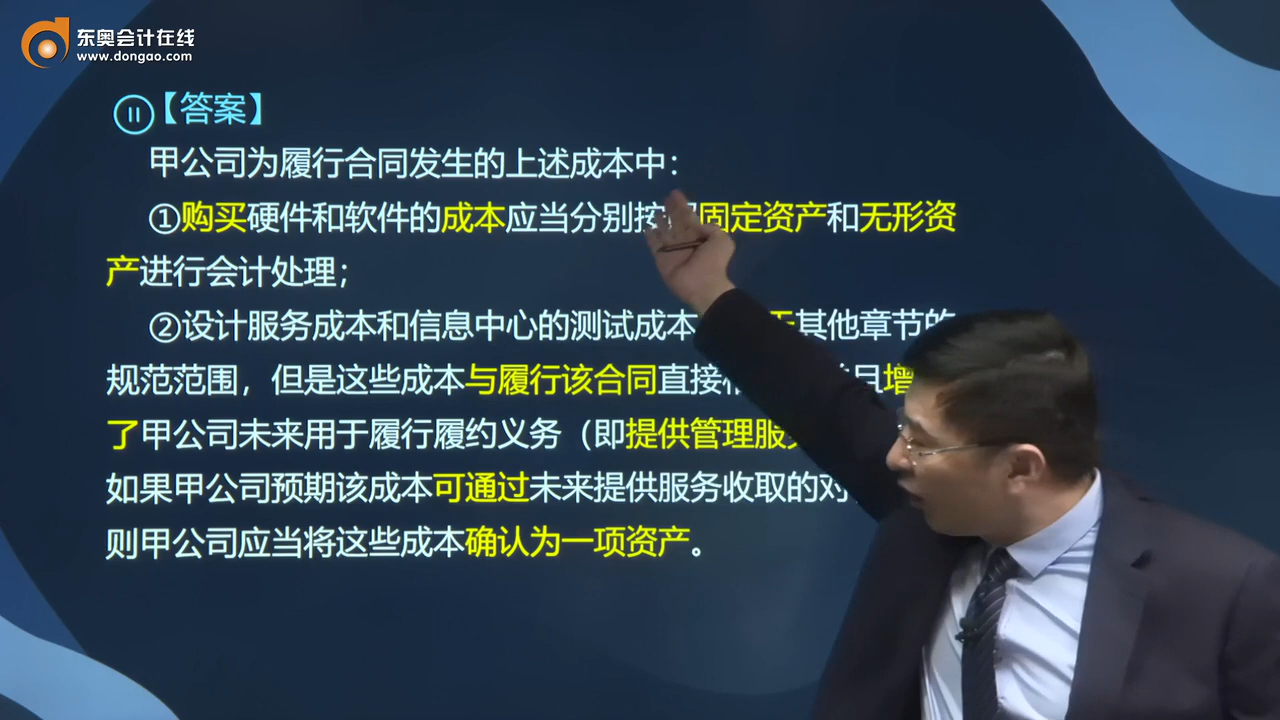 东奥会计在线
www.dongao.com
⑪【答案】
甲公司为履行合同发生的上述成本中：
①购买硬件和软件的成本应当分别按 固定资产和无形资
产进行会计处理；
②设计服务成本和信息中心的测试成本 其他章节的
规范范围，但是这些成本与履行该合同直接 且增
了甲公司未来用于履行履约义务（即提供管理服
如果甲公司预期该成本可通过未来提供服务收取的对
则甲公司应当将这些成本确认为一项资产。